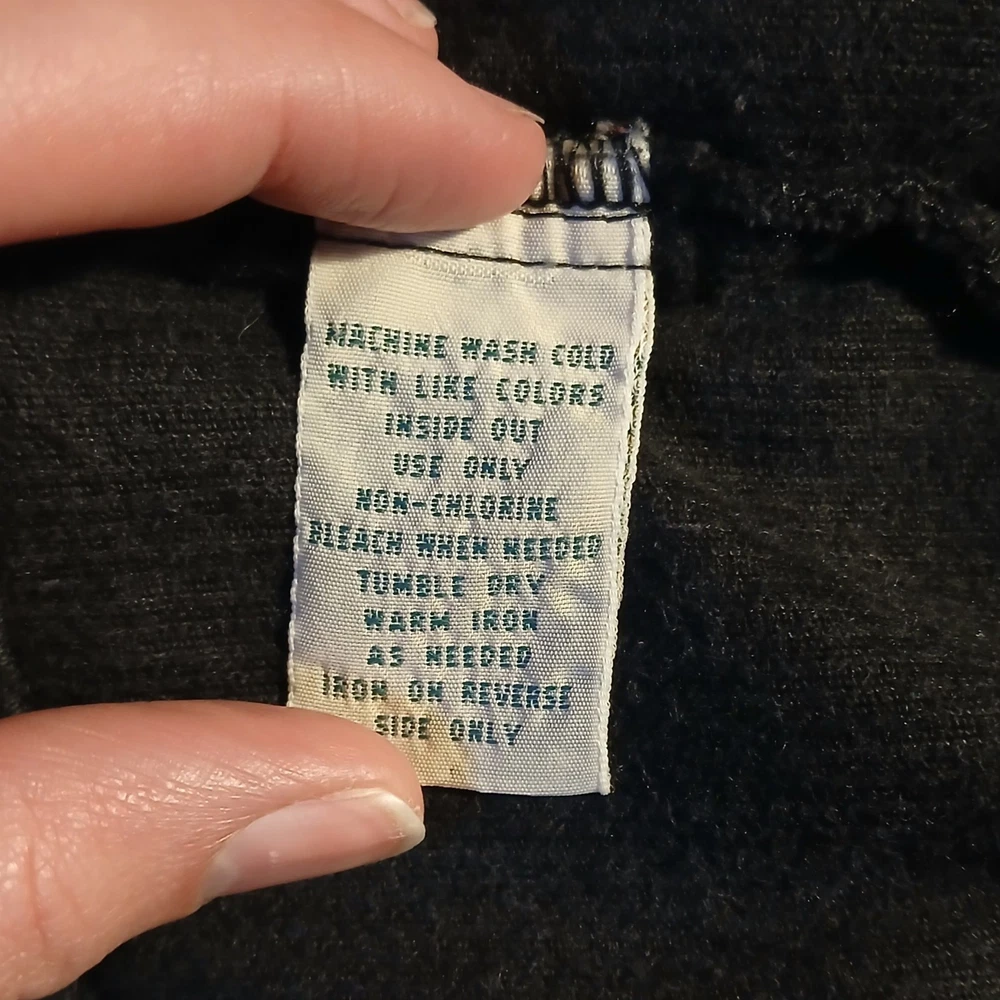 MACHINE WASH COLD
WITH LIKE COLORS
INSIDE OUT
USE ONLY
NON-CHLORINE
BLEACH WHEN NEEDED
TUMBLE DRY
WARM IRON
AS NEEDED
IRON ON REVERSE
SIDE ONLY